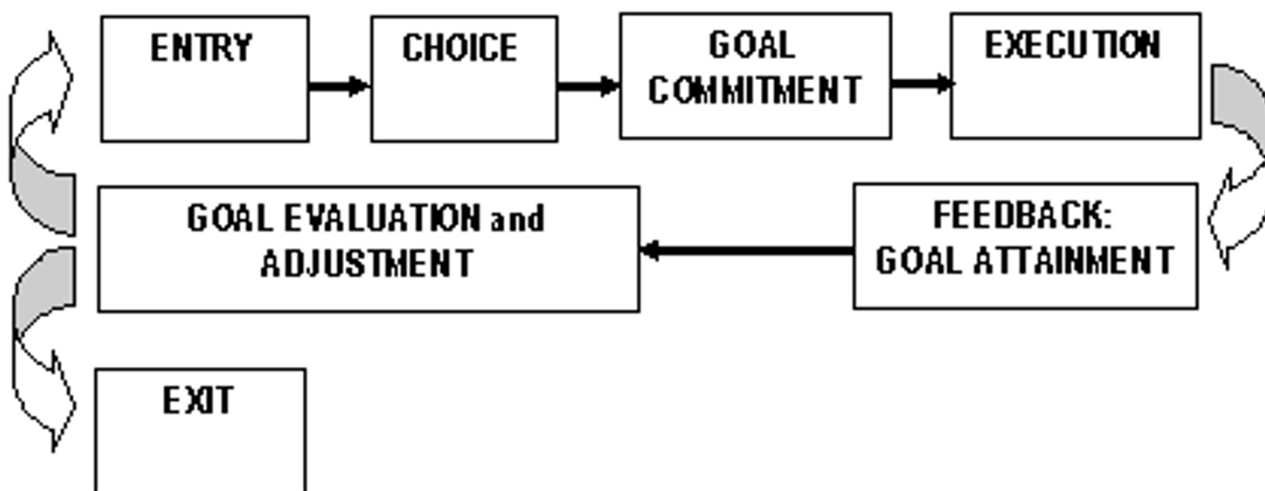 ENTRY
CHOICE
GOAL
COMMITMENT
EXECUTION
GOAL EVALUATION and
ADJUSTMENT
FEEDBACK:
GOAL ATTAINMENT
EXIT